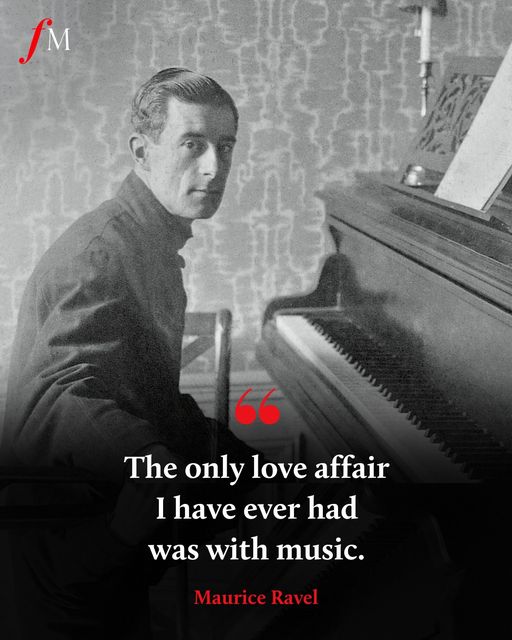 fM
“
The only love affair
I have ever had
was with music.
Maurice Ravel